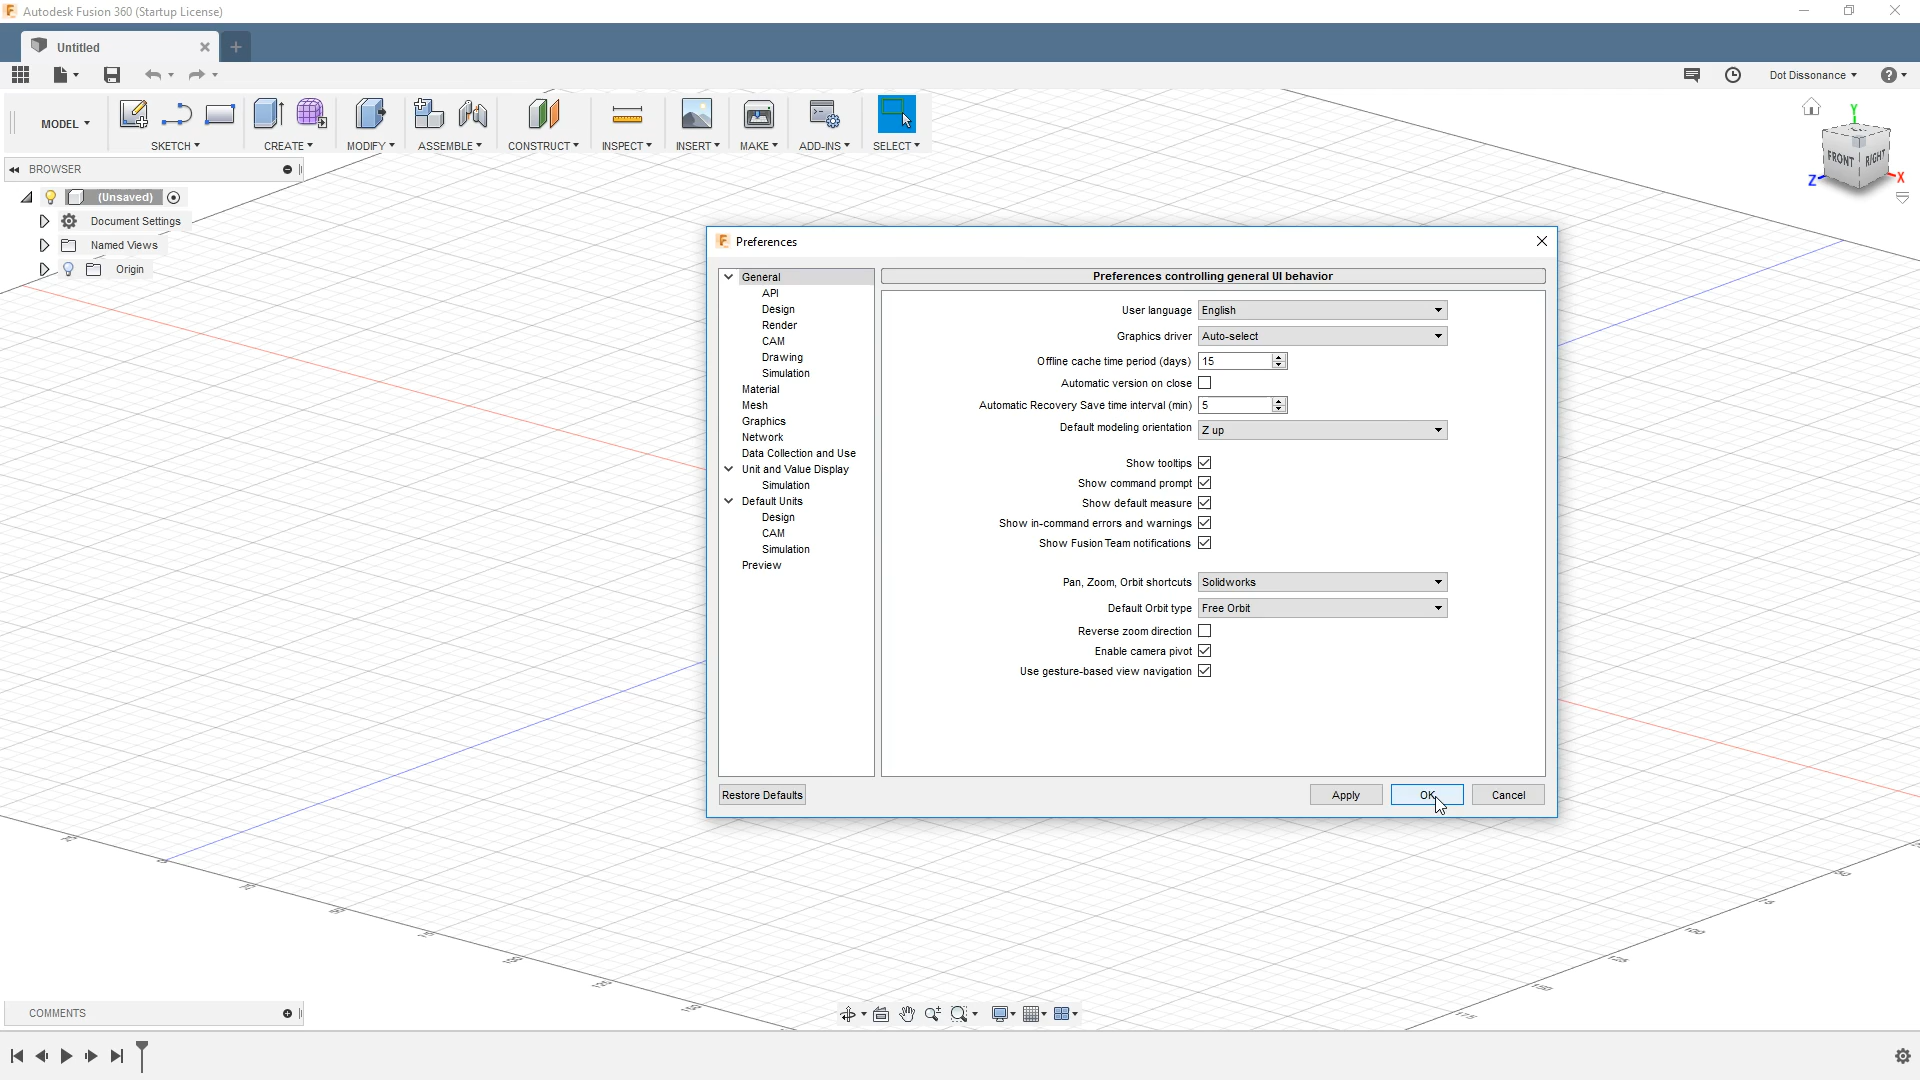 Autodesk Fusion 360 (Startup License)
Untitled
Dot Dissonance
MODEL
SKETCH
CREATE
MODIFY
ASSEMBLE
CONSTRUCT
INSPECT
INSERT
MAKE
ADD-INS
SELECT
Y
FRONT
RIGHT
Z
X
BROWSER
(Unsaved)
Document Settings
Named Views
Origin
Preferences
General
API
Design
Render
CAM
Drawing
Simulation
Material
Mesh
Graphics
Network
Data Collection and Use
Unit and Value Display
Simulation
Default Units
Design
CAM
Simulation
Preview
Preferences controlling general UI behavior
User language English
Graphics driver Auto-select
Offline cache time period (days) 15
Automatic version on close
Automatic Recovery Save time interval (min) 5
Default modeling orientation Z up
Show tooltips
Show command prompt
Show default measure
Show in-command errors and warnings
Show Fusion Team notifications
Pan, Zoom, Orbit shortcuts Solidworks
Default Orbit type Free Orbit
Reverse zoom direction
Enable camera pivot
Use gesture-based view navigation
Restore Defaults
Apply
OK
Cancel
COMMENTS